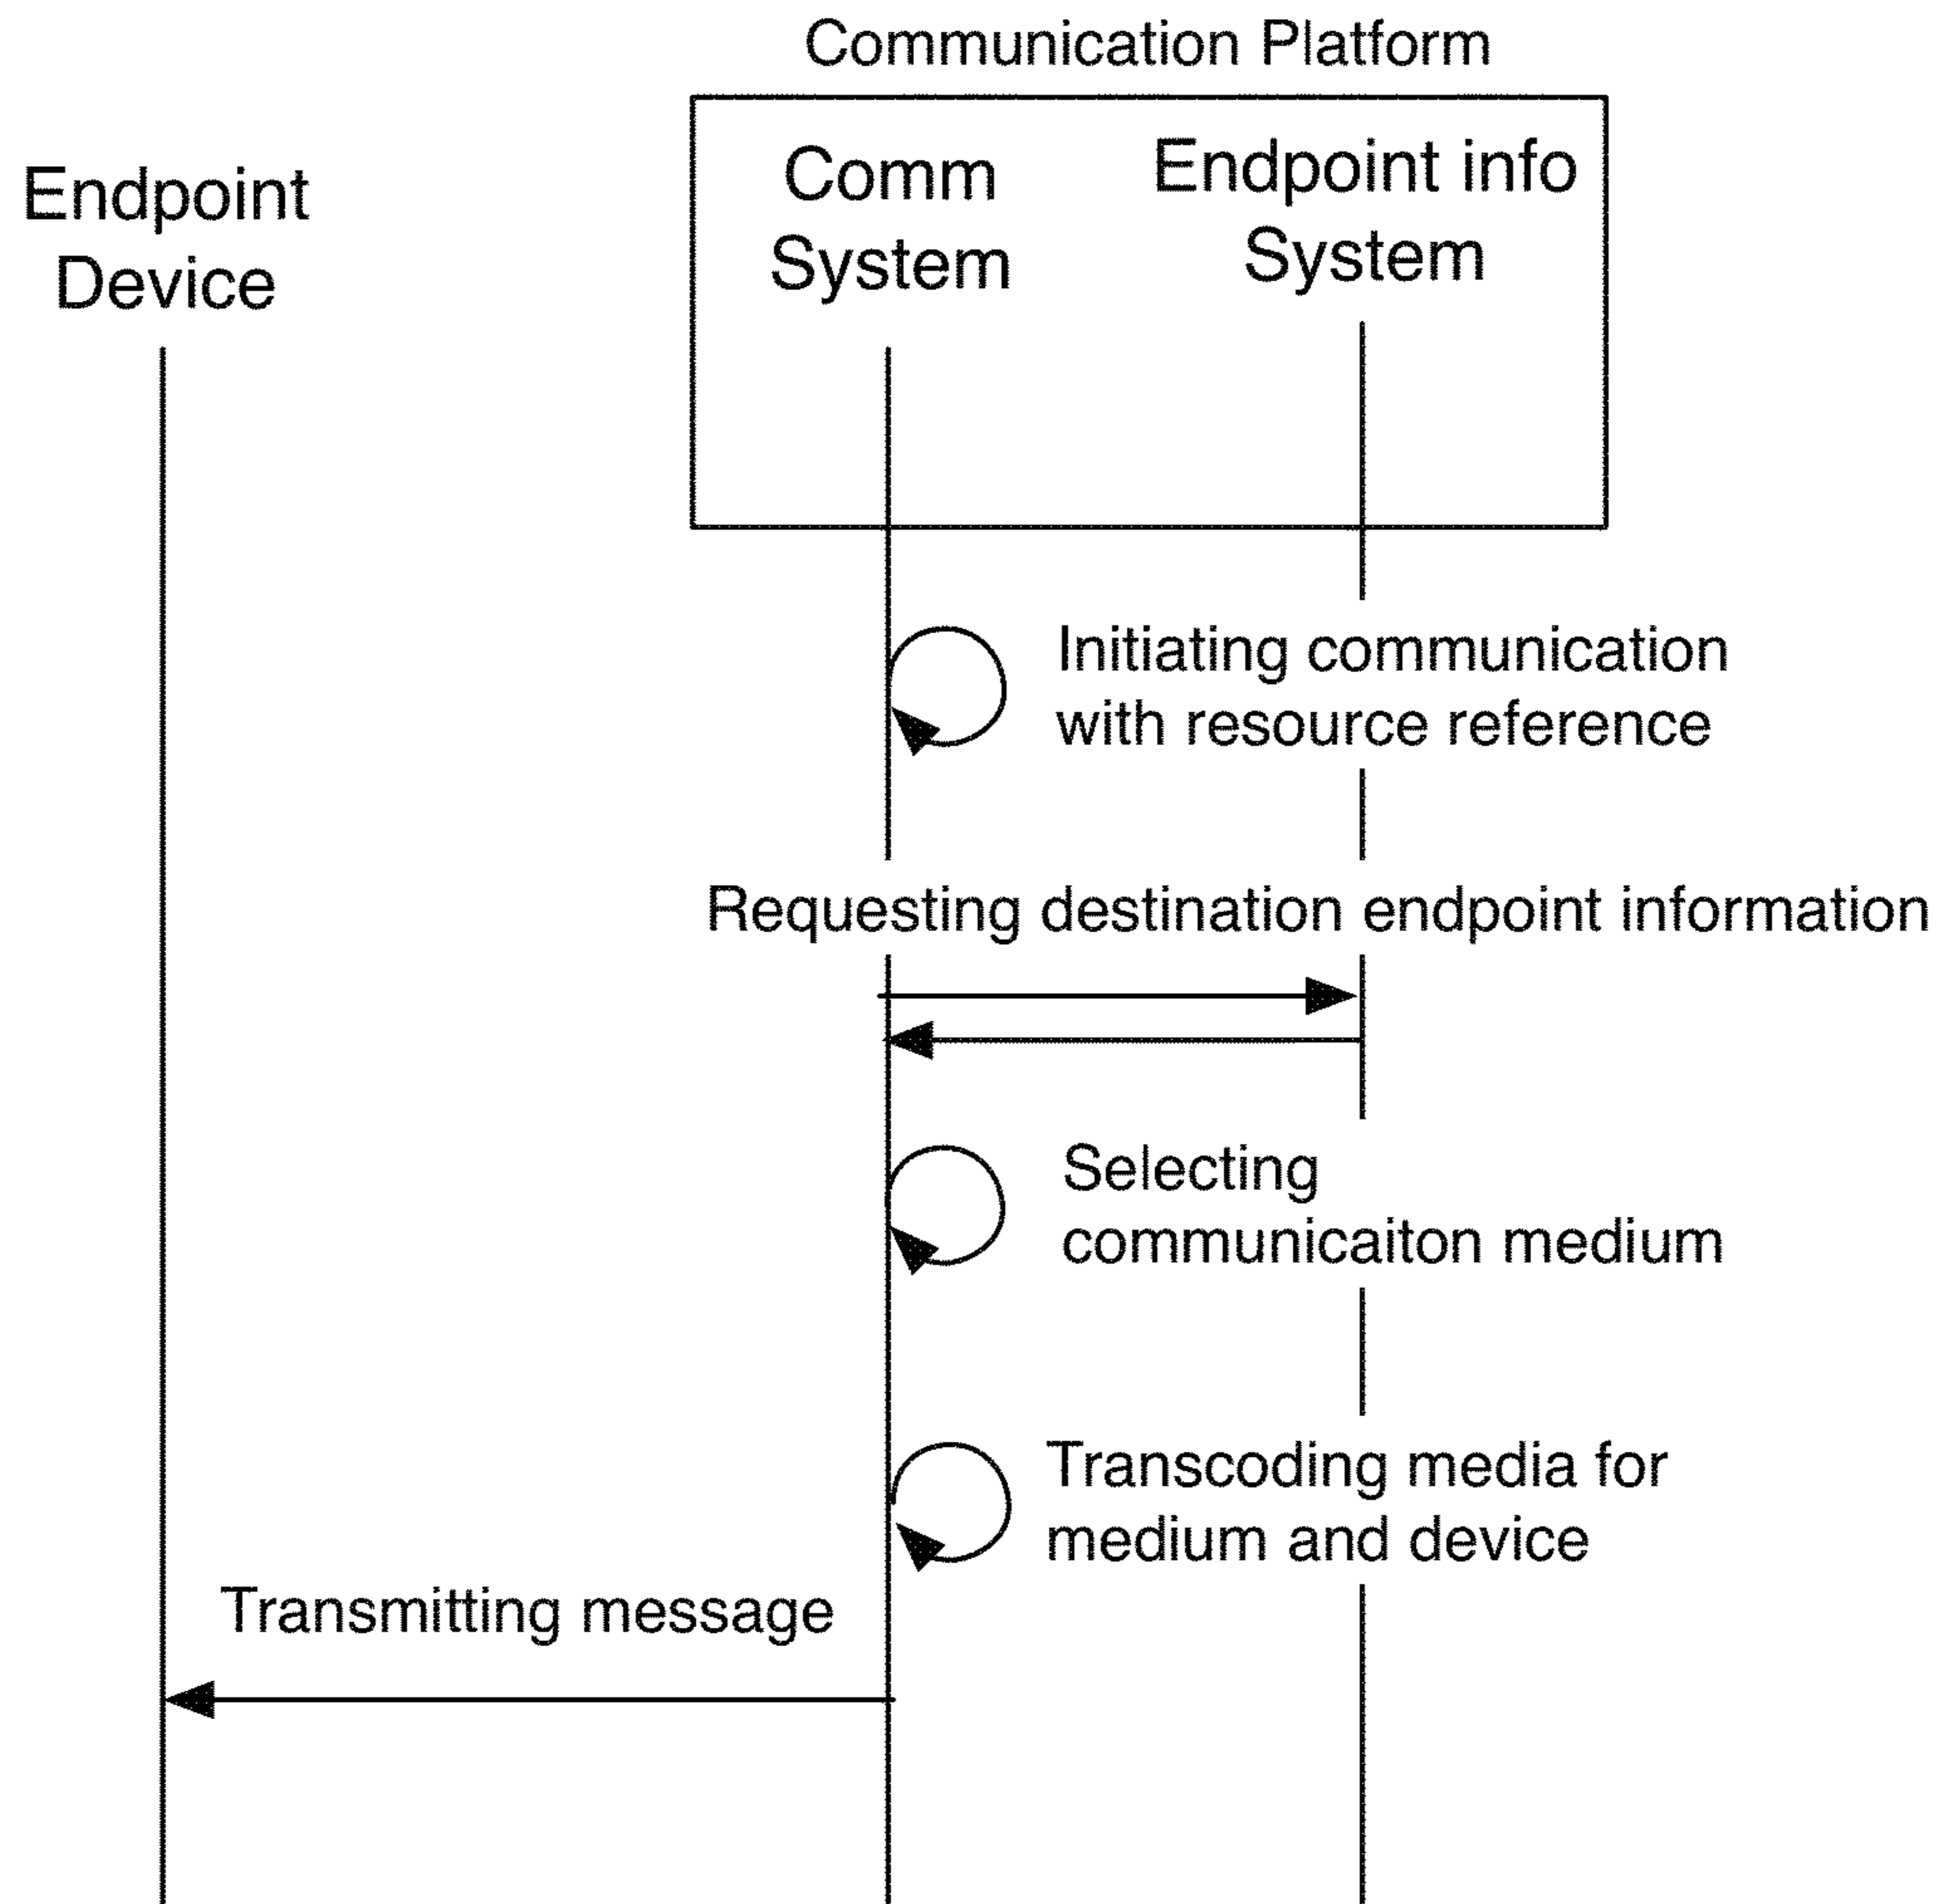 Communication Platform
Endpoint
Device
Comm
System
Endpoint info
System
Initiating communication
with resource reference
Requesting destination endpoint information
Selecting
communicaiton medium
Transcoding media for
medium and device
Transmitting message